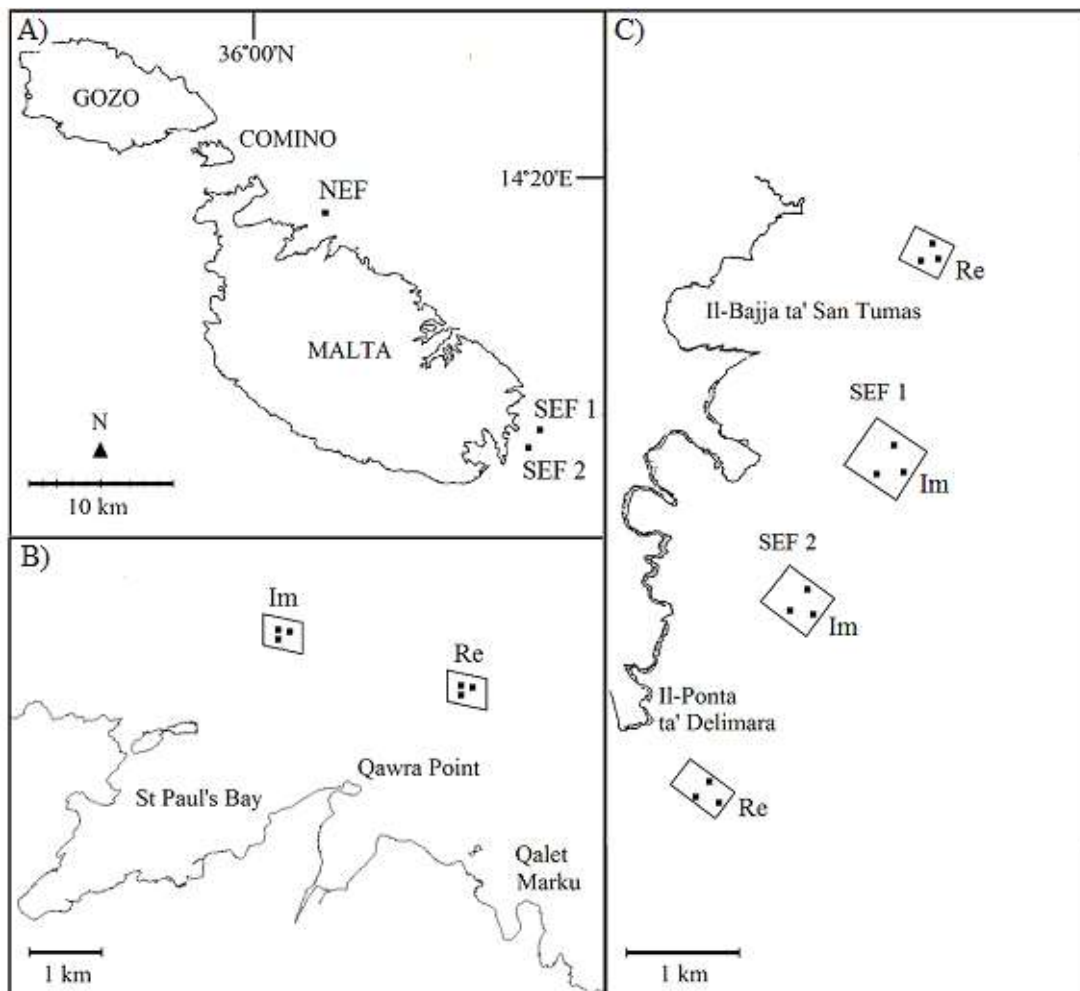 A)
36°00'N
GOZO
COMINO
14°20'E
NEF
MALTA
SEF 1
SEF 2
N
10 km
B)
Im
Re
Qawra Point
St Paul's Bay
Qalet
Marku
1 km
C)
Re
Il-Bajja ta' San Tumas
SEF 1
Im
SEF 2
Im
Il-Ponta
ta' Delimara
Re
1 km